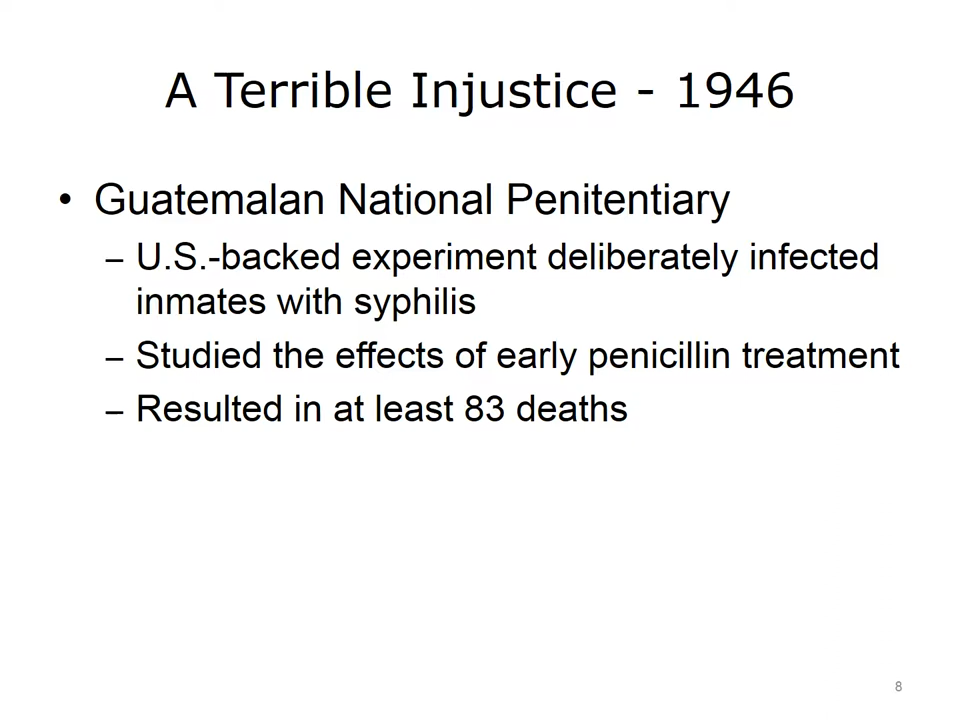 A Terrible Injustice - 1946
• Guatemalan National Penitentiary
– U.S.-backed experiment deliberately infected
inmates with syphilis
– Studied the effects of early penicillin treatment
– Resulted in at least 83 deaths
8